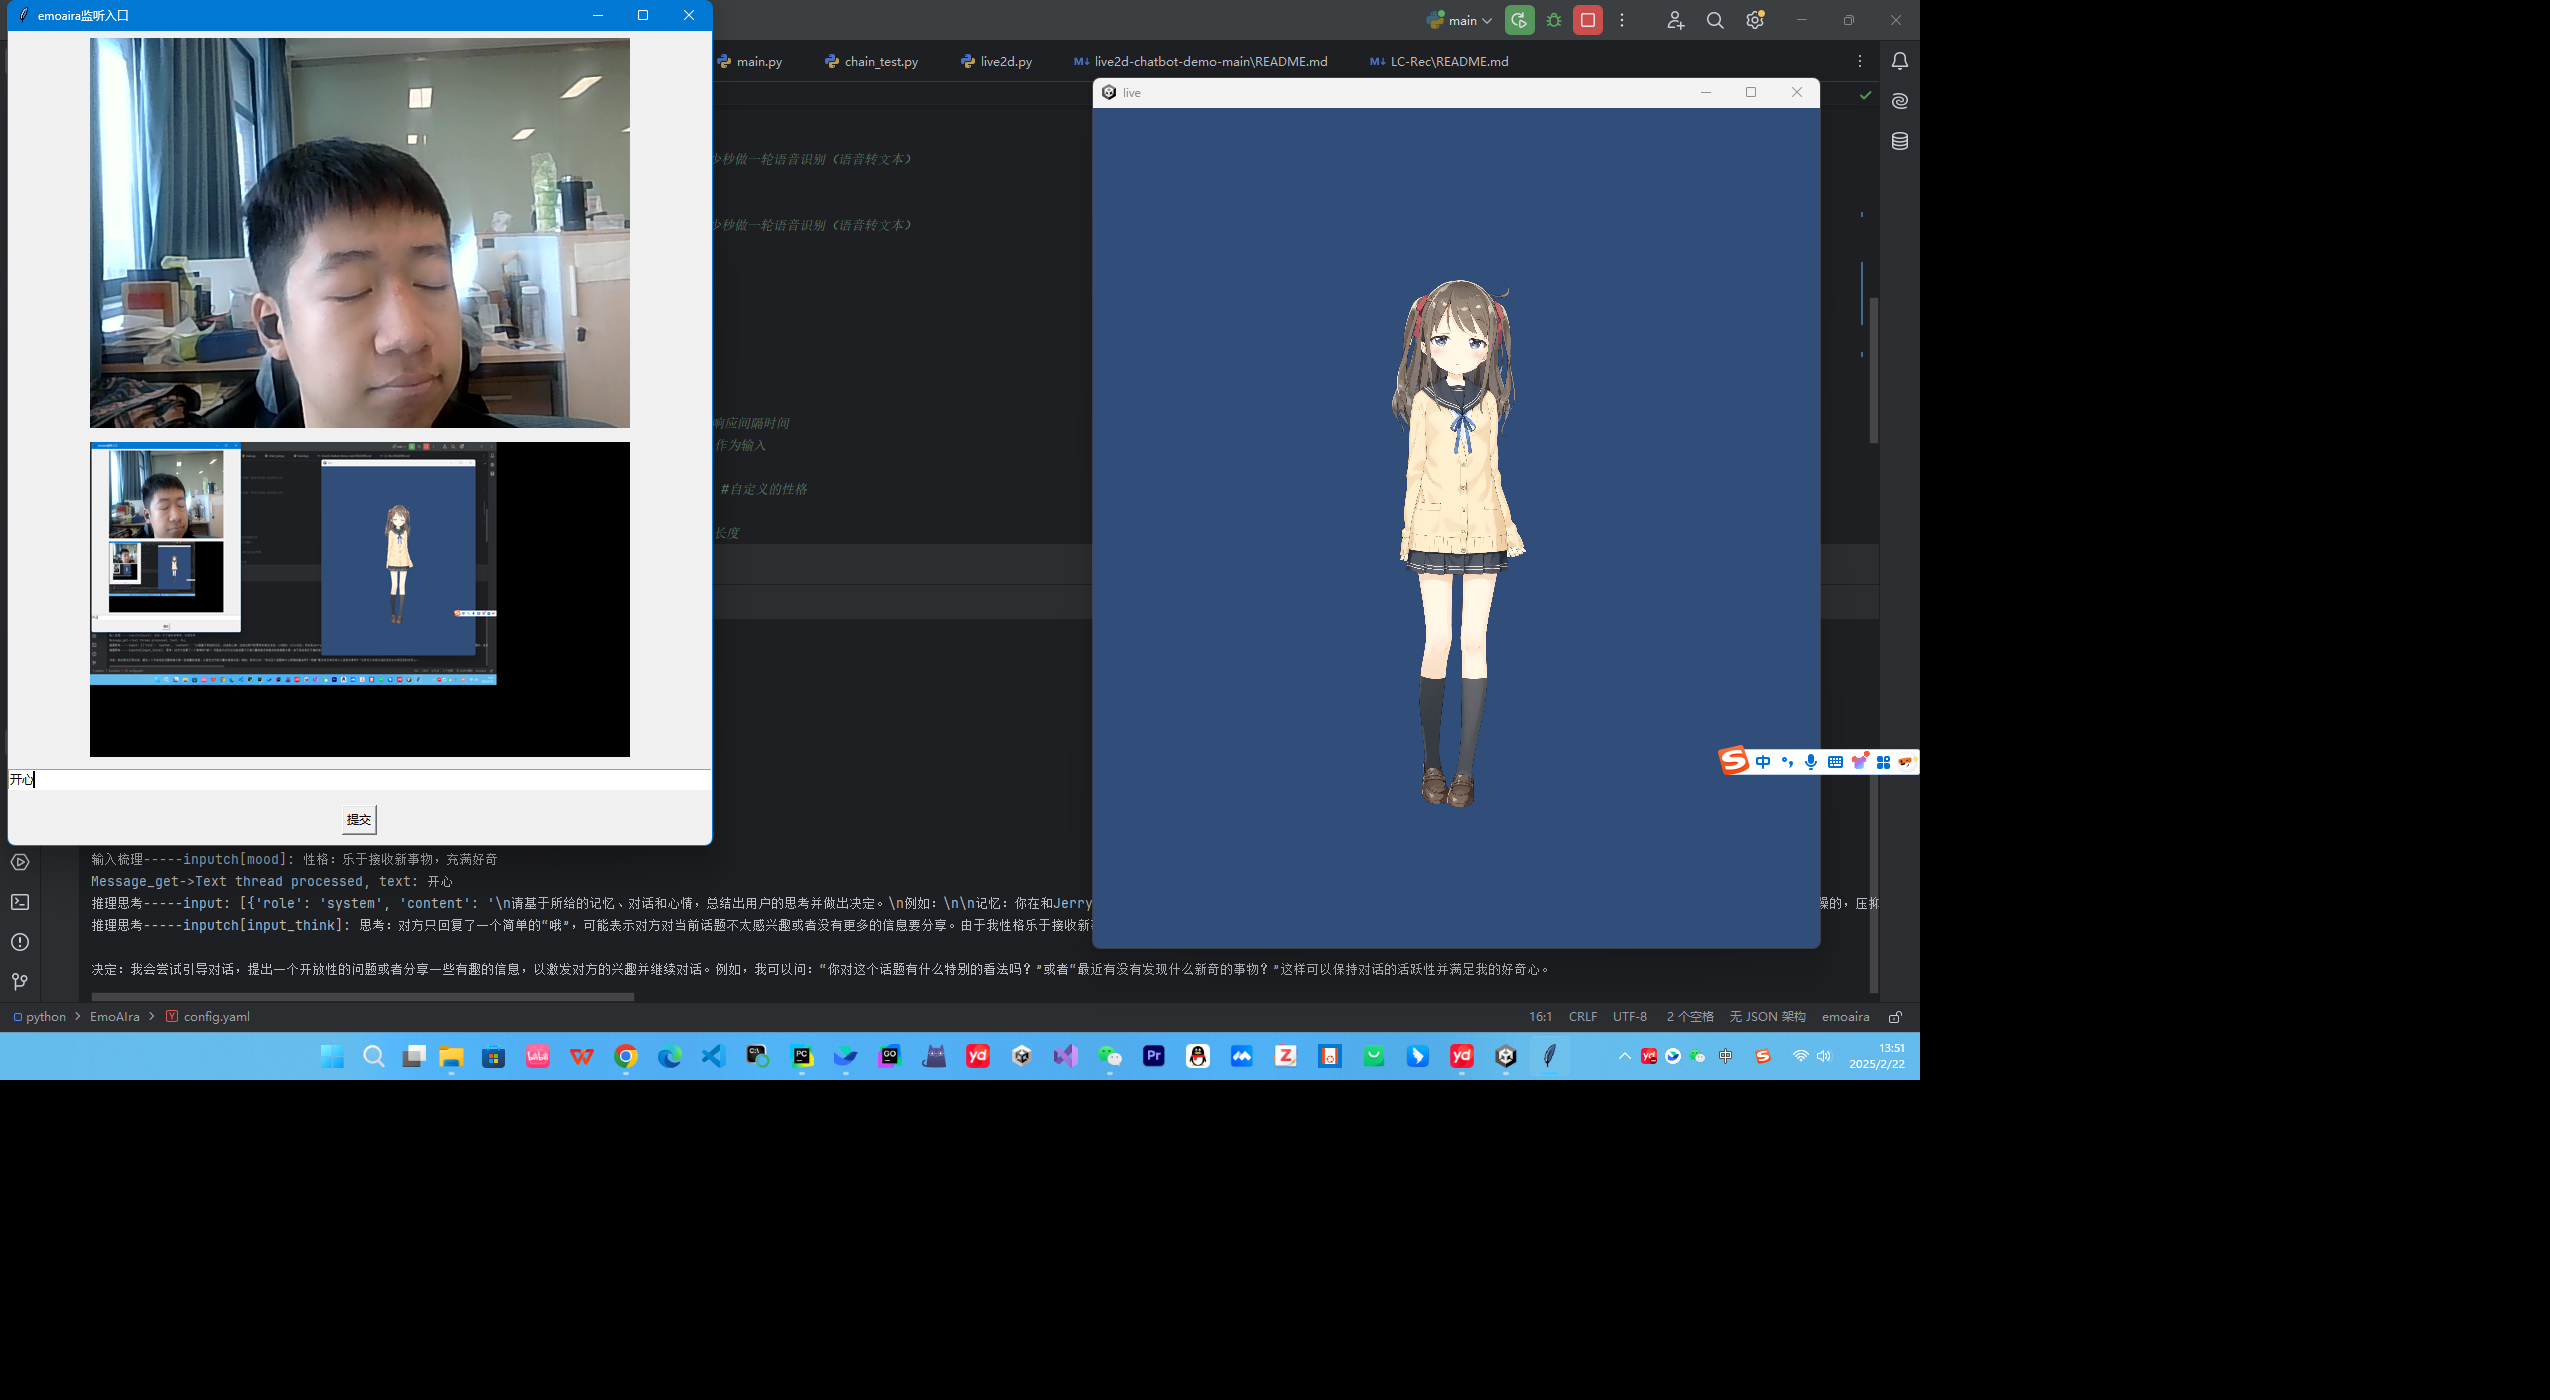 emoaira监听入口
main
main.py
chain_test.py
live2d.py
live2d-chatbot-demo-main\README.md
LC-Rec\README.md
live
少秒做一轮语音识别（语音转文本）
少秒做一轮语音识别（语音转文本）
响应间隔时间
作为输入
#自定义的性格
长度
中
开心
提交
输入梳理-----inputch[mood]: 性格：乐于接收新事物，充满好奇
Message_get->Text thread processed, text: 开心
推理思考-----input: [{'role': 'system', 'content': '\n请基于所给的记忆、对话和心情，总结出用户的思考并做出决定。\n例如：\n\n记忆：你在和Jerry
燥的，压抑
推理思考-----inputch[input_think]: 思考：对方只回复了一个简单的“哦”，可能表示对方对当前话题不太感兴趣或者没有更多的信息要分享。由于我性格乐于接收新
决定：我会尝试引导对话，提出一个开放性的问题或者分享一些有趣的信息，以激发对方的兴趣并继续对话。例如，我可以问：“你对这个话题有什么特别的看法吗？”或者“最近有没有发现什么新奇的事物？”这样可以保持对话的活跃性并满足我的好奇心。
python > EmoAIra > config.yaml
16:1 CRLF UTF-8 2 个空格 无 JSON 架构 emoaira
13:51
2025/2/22